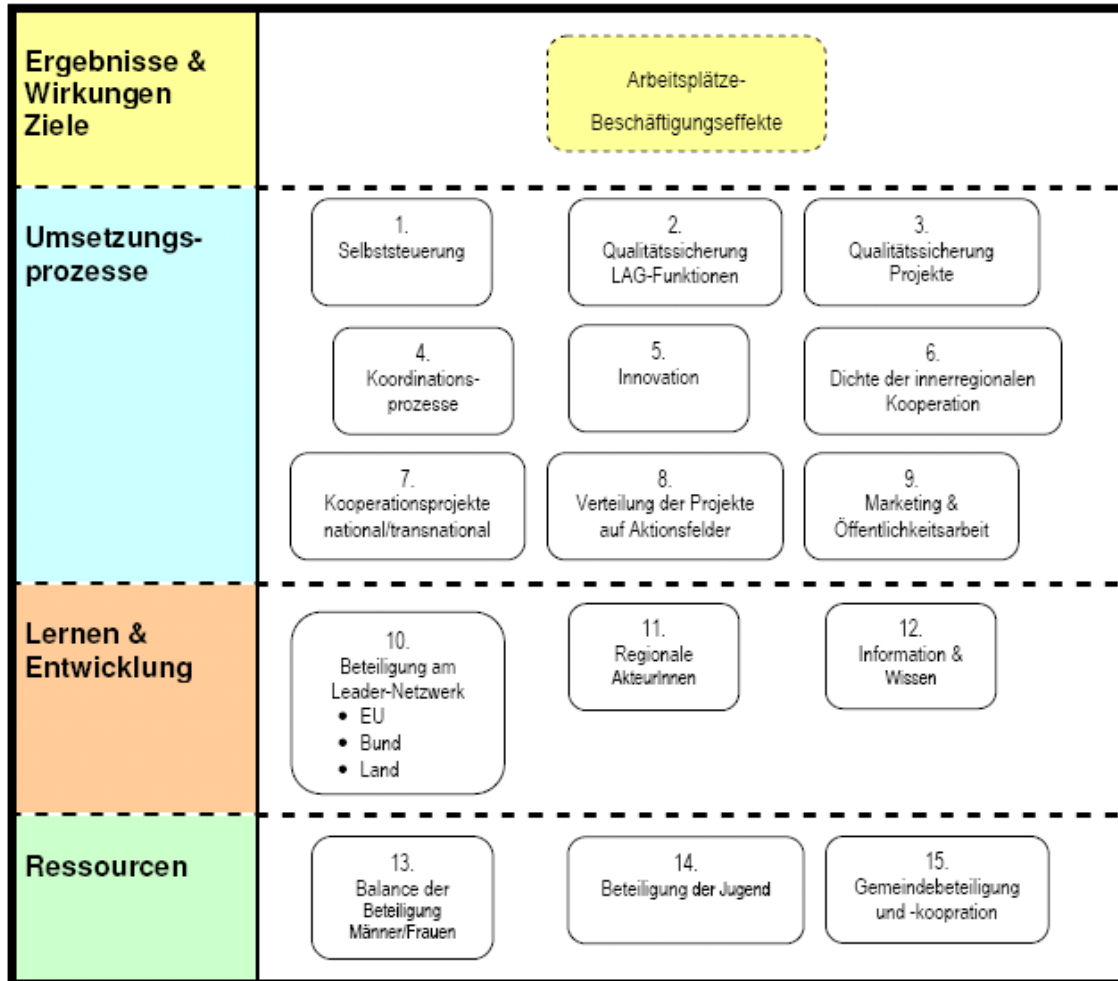 Ergebnisse &
Wirkungen
Ziele
Arbeitsplätze-
Beschäftigungseffekte
Umsetzungs-
prozesse
1.
Selbststeuerung
2.
Qualitätssicherung
LAG-Funktionen
3.
Qualitätssicherung
Projekte
4.
Koordinations-
prozesse
5.
Innovation
6.
Dichte der innerregionalen
Kooperation
7.
Kooperationsprojekte
national/transnational
8.
Verteilung der Projekte
auf Aktionsfelder
9.
Marketing &
Öffentlichkeitsarbeit
Lernen &
Entwicklung
10.
Beteiligung am
Leader-Netzwerk
• EU
• Bund
• Land
11.
Regionale
AkteurInnen
12.
Information &
Wissen
Ressourcen
13.
Balance der
Beteiligung
Männer/Frauen
14.
Beteiligung der Jugend
15.
Gemeindebeteiligung
und -koopration